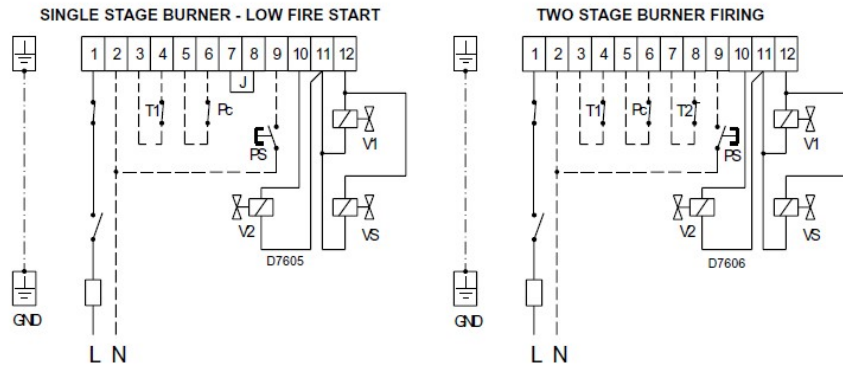 SINGLE STAGE BURNER - LOW FIRE START
1 2 3 4 5 6 7 8 9 10 11 12
J
T1 Pc
PS
V1
V2 VS
D7605
GND
L N
TWO STAGE BURNER FIRING
1 2 3 4 5 6 7 8 9 10 11 12
T1 Pc T2
PS
V1
V2 VS
D7606
GND
L N